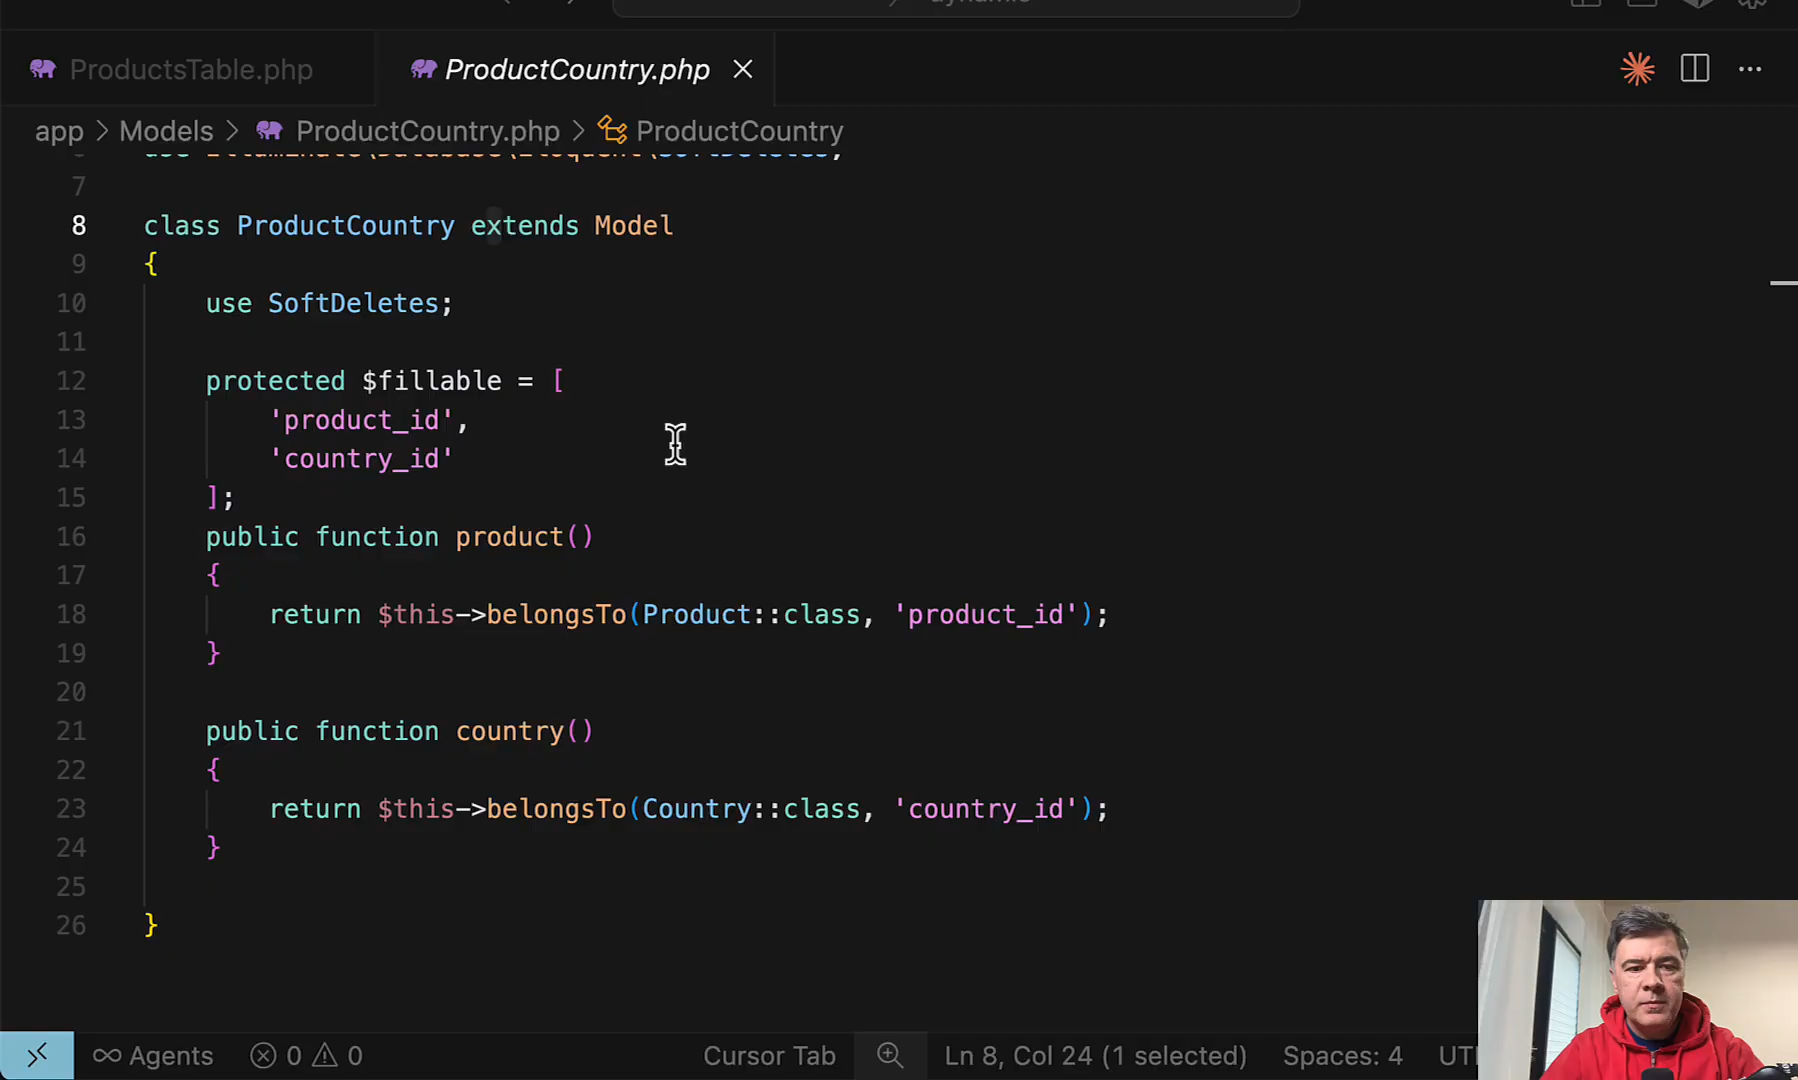 ProductsTable.php
ProductCountry.php
app > Models > ProductCountry.php > ProductCountry
7
8 class ProductCountry extends Model
9 {
10 use SoftDeletes;
11
12 protected $fillable = [
13 'product_id',
14 'country_id'
15 ];
16 public function product()
17 {
18 return $this->belongsTo(Product::class, 'product_id');
19 }
20
21 public function country()
22 {
23 return $this->belongsTo(Country::class, 'country_id');
24 }
25
26 }
Agents 0 0 Cursor Tab Ln 8, Col 24 (1 selected) Spaces: 4